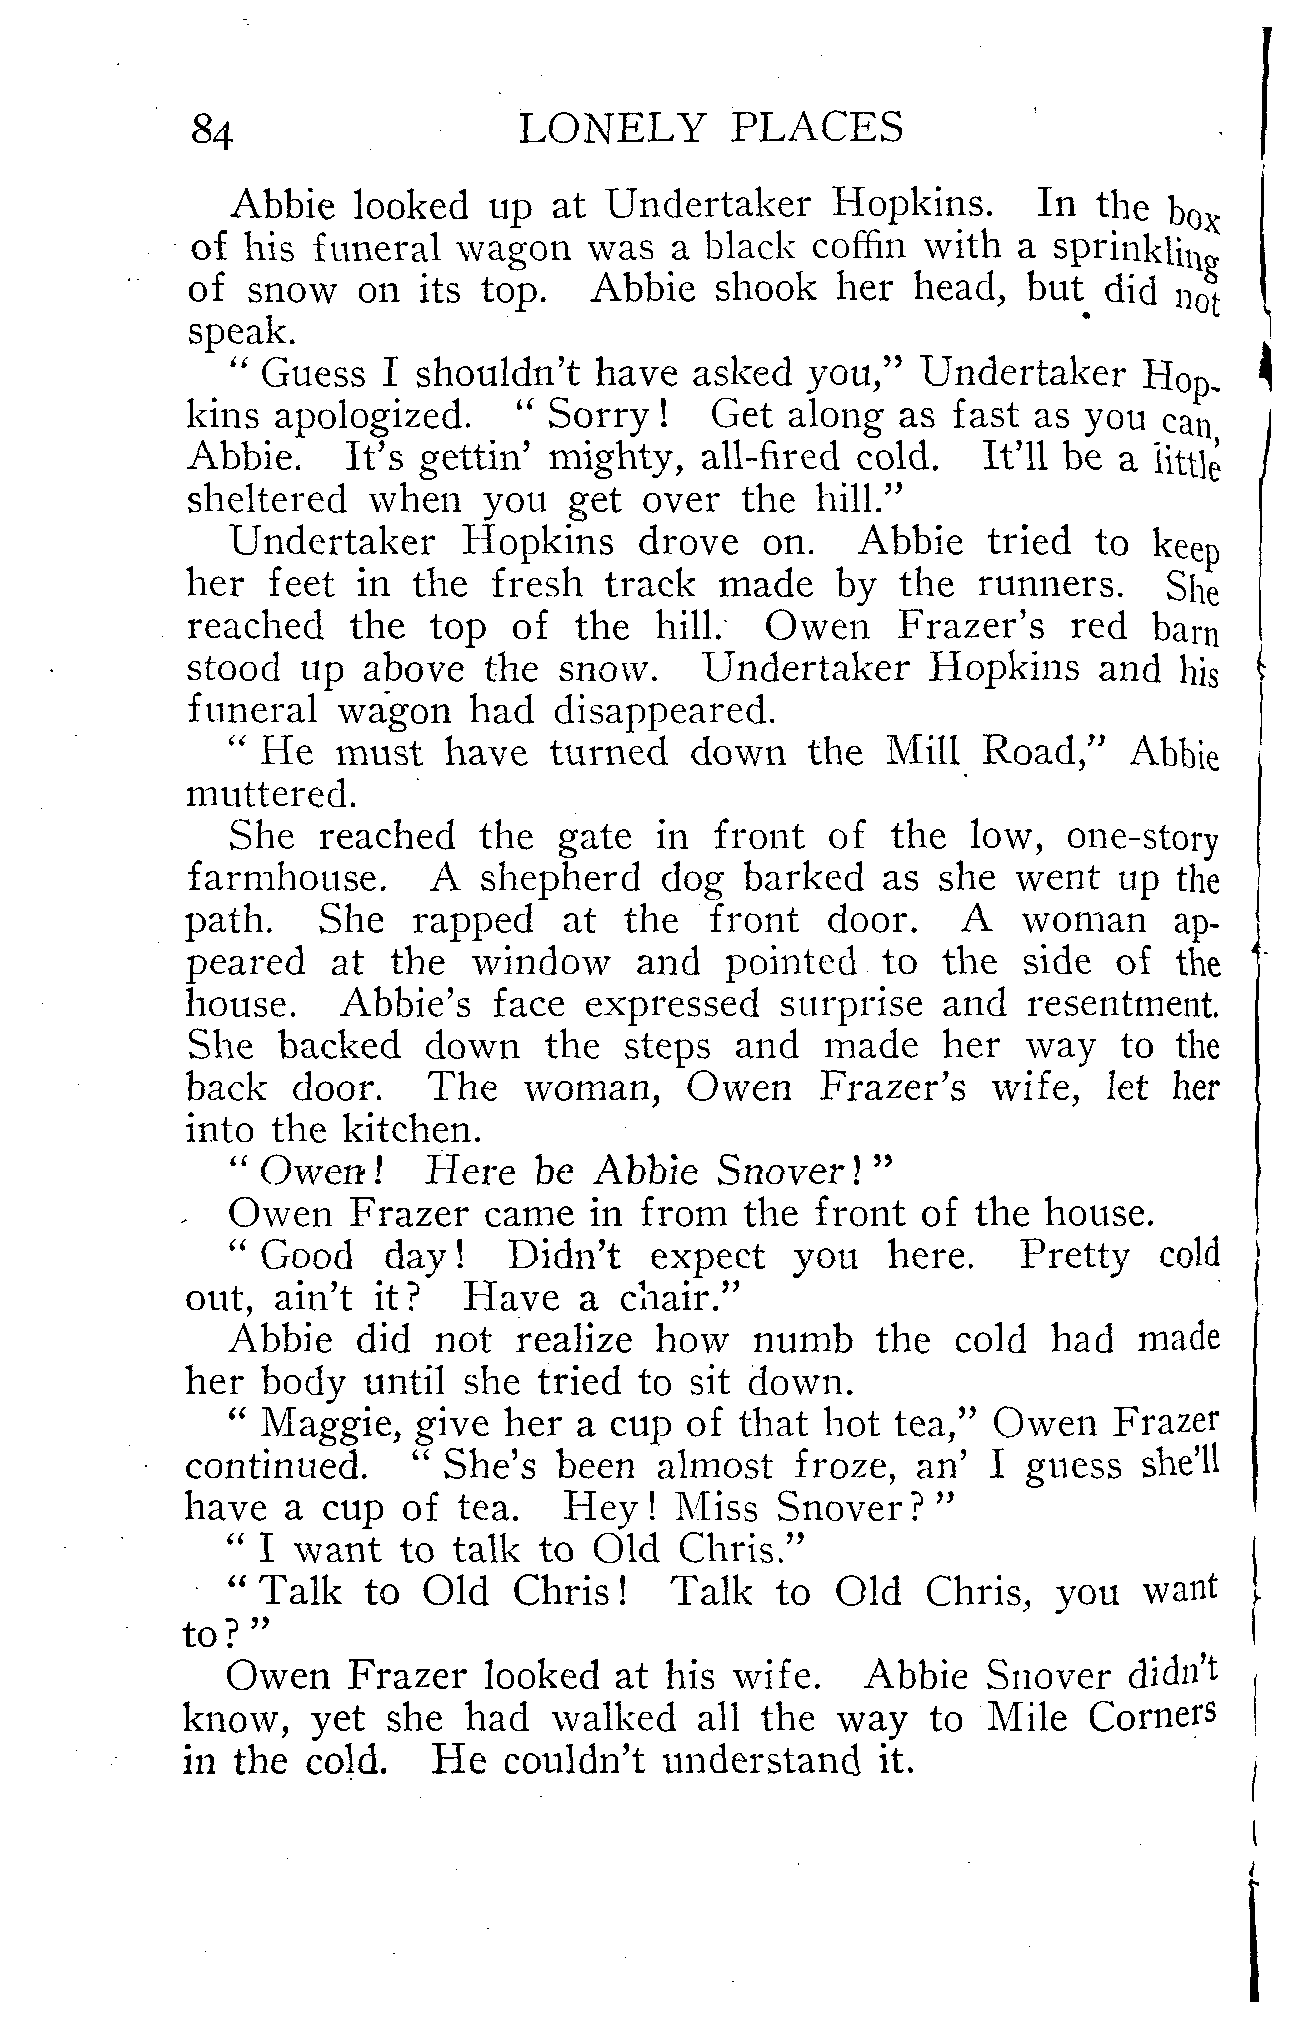 84 LONELY PLACES
Abbie looked up at Undertaker Hopkins. In the box
of his funeral wagon was a black coffin with a sprinkling
of snow on its top. Abbie shook her head, but did not
speak.
“ Guess I shouldn't have asked you,” Undertaker Hop-
kins apologized. “ Sorry! Get along as fast as you can,
Abbie. It's gettin' mighty, all-fired cold. It'll be a little
sheltered when you get over the hill.”
Undertaker Hopkins drove on. Abbie tried to keep
her feet in the fresh track made by the runners. She
reached the top of the hill. Owen Frazer's red barn
stood up above the snow. Undertaker Hopkins and his
funeral wagon had disappeared.
“ He must have turned down the Mill Road,” Abbie
muttered.
She reached the gate in front of the low, one-story
farmhouse. A shepherd dog barked as she went up the
path. She rapped at the front door. A woman ap-
peared at the window and pointed to the side of the
house. Abbie's face expressed surprise and resentment.
She backed down the steps and made her way to the
back door. The woman, Owen Frazer's wife, let her
into the kitchen.
“ Owen! Here be Abbie Snover! ”
Owen Frazer came in from the front of the house.
“ Good day! Didn't expect you here. Pretty cold
out, ain't it? Have a chair.”
Abbie did not realize how numb the cold had made
her body until she tried to sit down.
“ Maggie, give her a cup of that hot tea,” Owen Frazer
continued. “ She's been almost froze, an' I guess she'll
have a cup of tea. Hey! Miss Snover? ”
“ I want to talk to Old Chris.”
“ Talk to Old Chris! Talk to Old Chris, you want
to? ”
Owen Frazer looked at his wife. Abbie Snover didn't
know, yet she had walked all the way to Mile Corners
in the cold. He couldn't understand it.